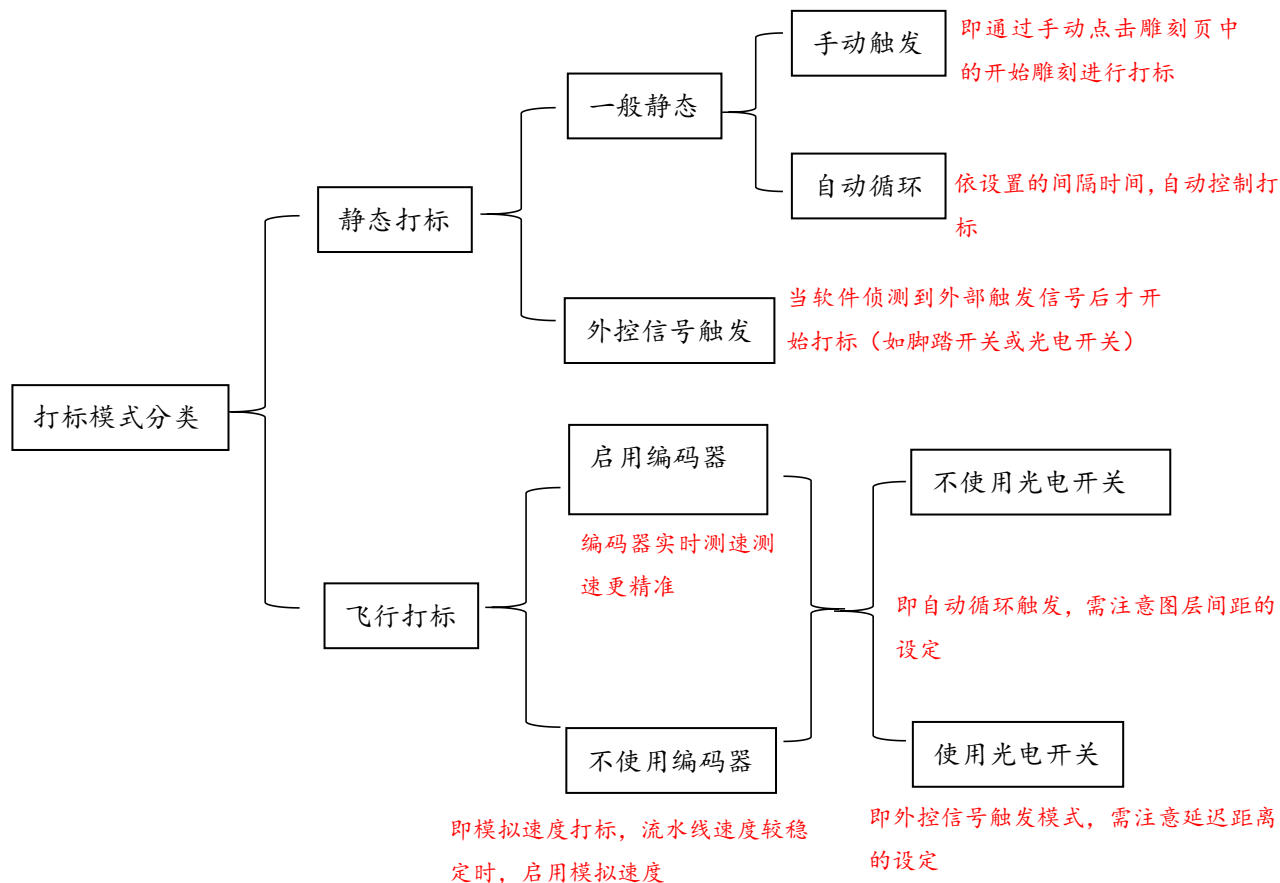 手动触发
即通过手动点击雕刻页中
的开始雕刻进行打标
一般静态
自动循环
依设置的间隔时间，自动控制打
标
静态打标
外控信号触发
当软件侦测到外部触发信号后才开
始打标（如脚踏开关或光电开关）
打标模式分类
启用编码器
编码器实时测速测
速更精准
不使用光电开关
即自动循环触发，需注意图层间距的
设定
飞行打标
不使用编码器
即模拟速度打标，流水线速度较稳
定时，启用模拟速度
使用光电开关
即外控信号触发模式，需注意延迟距离
的设定